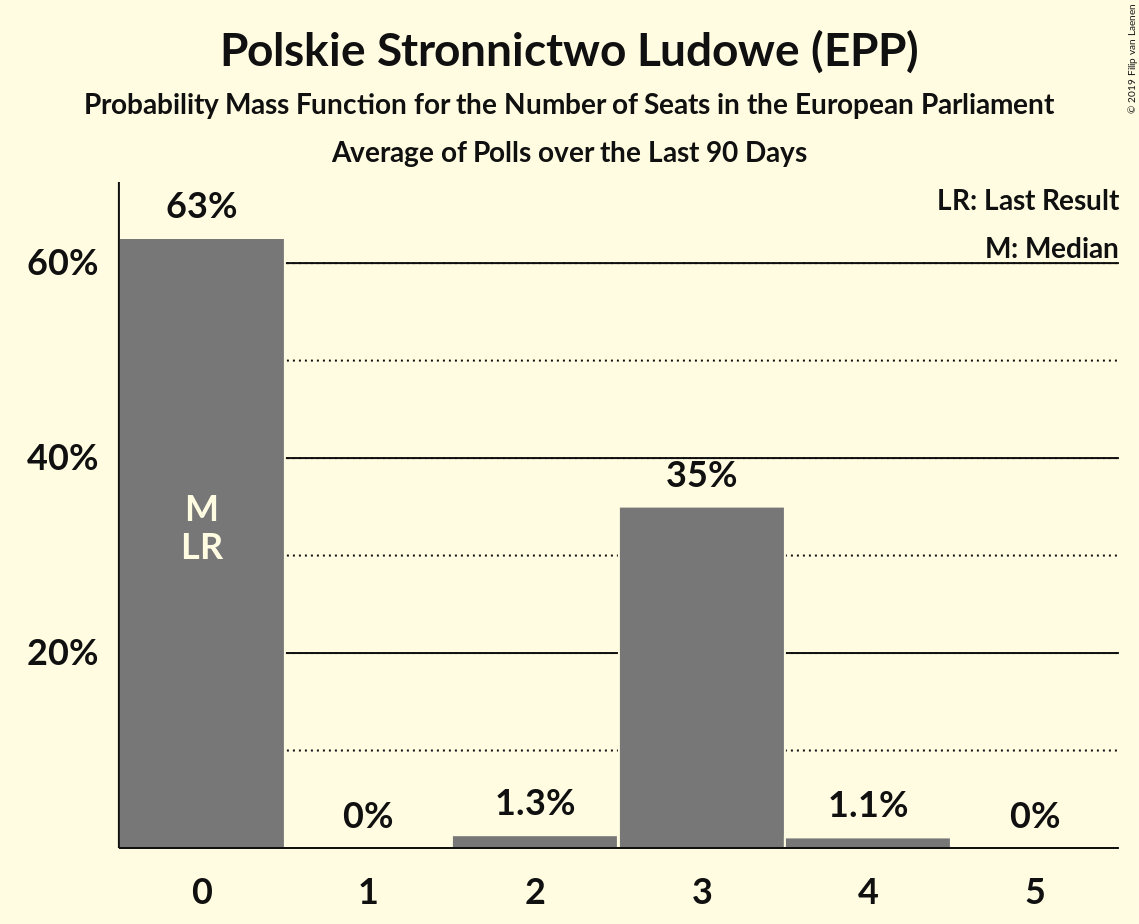 Polskie Stronnictwo Ludowe (EPP)
Probability Mass Function for the Number of Seats in the European Parliament
Average of Polls over the Last 90 Days
© 2019 Filip van Laenen
LR: Last Result
M: Median
63%
60%
40%
35%
M
LR
20%
0%
1.3%
1.1%
0%
0 1 2 3 4 5